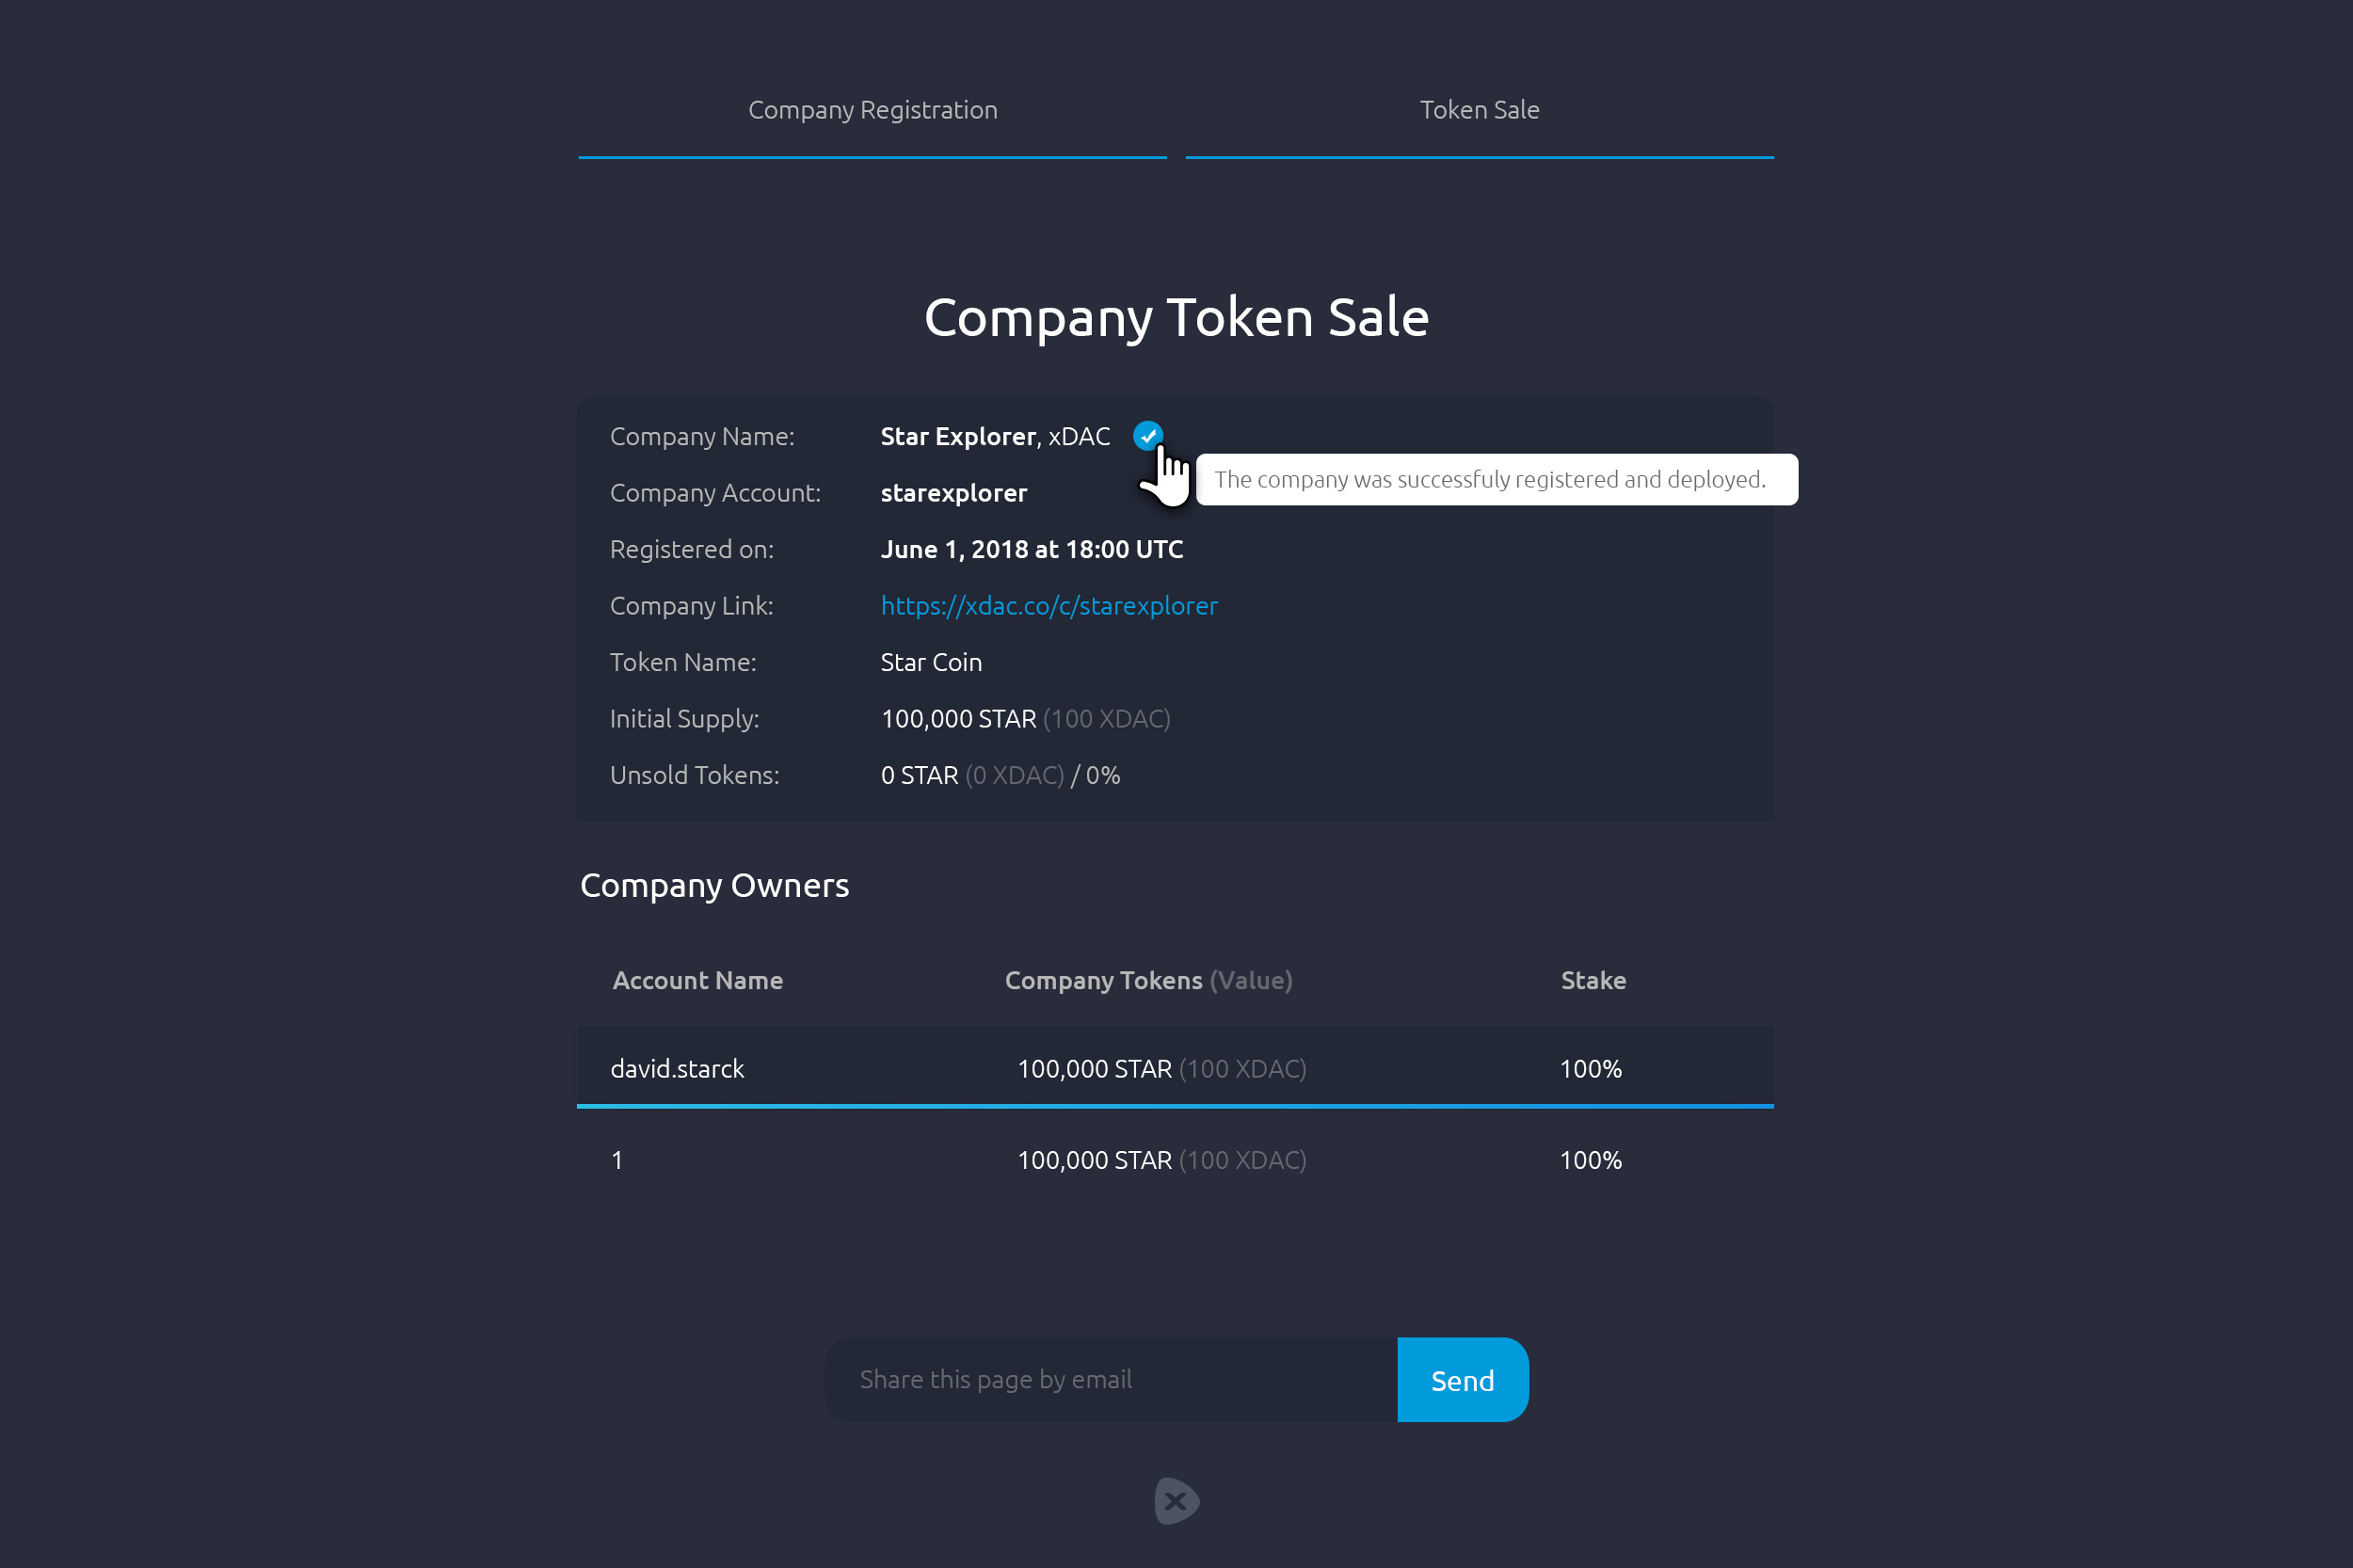 Company Registration
Token Sale
Company Token Sale
Company Name: Star Explorer, xDAC
The company was successfuly registered and deployed.
Company Account: starexplorer
Registered on: June 1, 2018 at 18:00 UTC
Company Link: https://xdac.co/c/starexplorer
Token Name: Star Coin
Initial Supply: 100,000 STAR (100 XDAC)
Unsold Tokens: 0 STAR (0 XDAC) / 0%
Company Owners
Account Name Company Tokens (Value) Stake
david.starck 100,000 STAR (100 XDAC) 100%
1 100,000 STAR (100 XDAC) 100%
Share this page by email Send
x